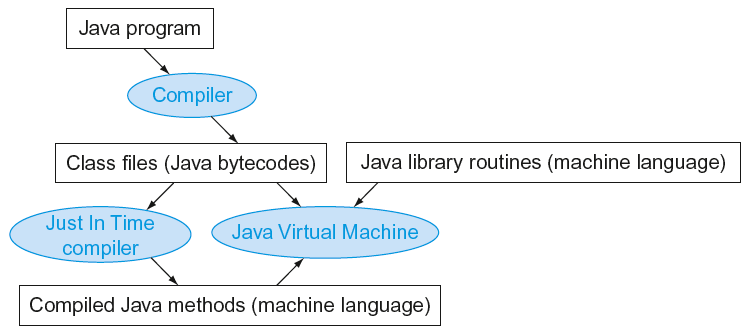 Java program
Compiler
Class files (Java bytecodes)
Java library routines (machine language)
Just In Time
compiler
Java Virtual Machine
Compiled Java methods (machine language)